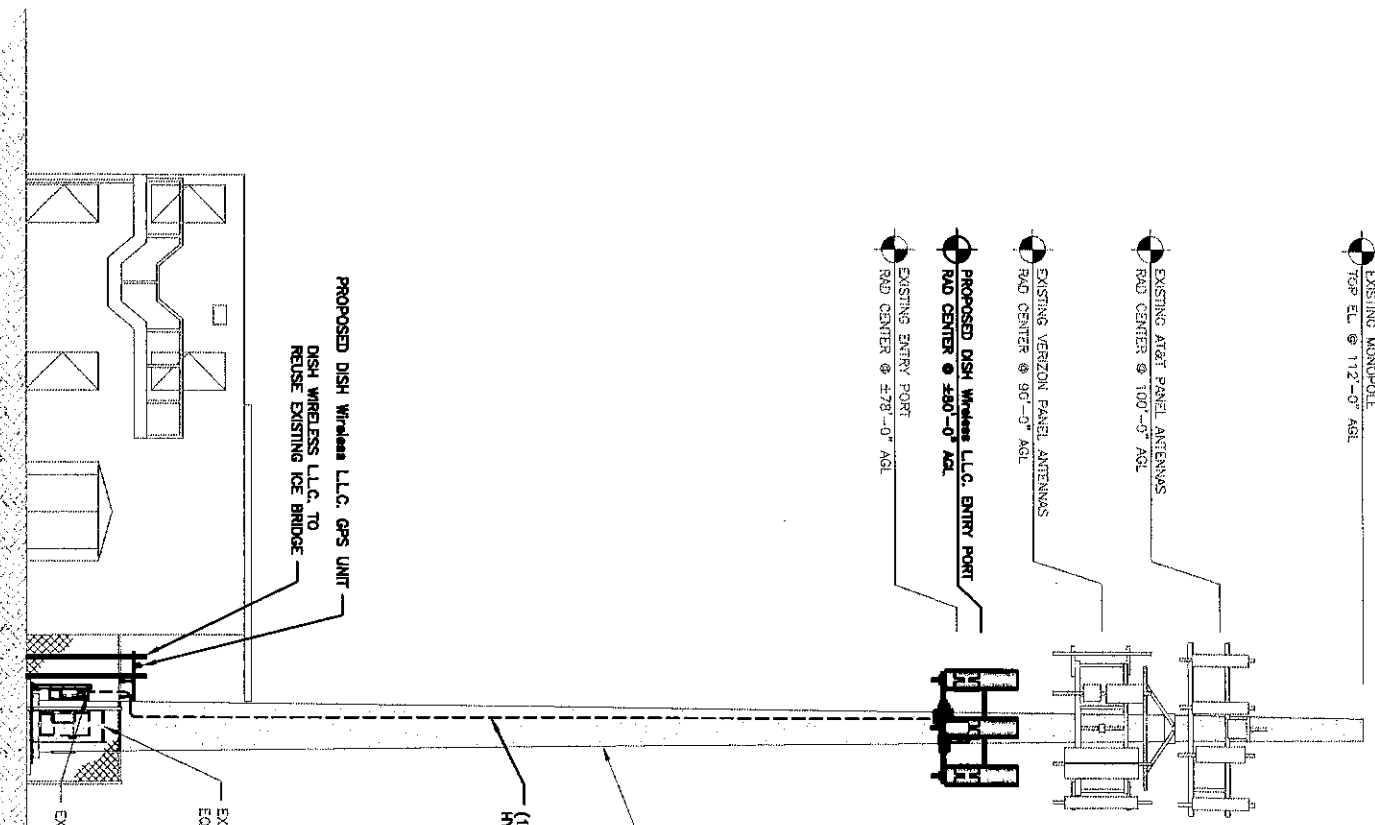 EXISTING MONOPOLE
TOP EL @ 112'-0" AGL
EXISTING AT&T PANEL ANTENNAS
RAD CENTER @ 100'-0" AGL
EXISTING VERIZON PANEL ANTENNAS
RAD CENTER @ 90'-0" AGL
PROPOSED DISH Wireless L.L.C. ENTRY PORT
RAD CENTER @ ±80'-0" AGL
EXISTING ENTRY PORT
RAD CENTER @ ±78'-0" AGL
PROPOSED DISH Wireless L.L.C. GPS UNIT
DISH WIRELESS L.L.C. TO
REUSE EXISTING ICE BRIDGE